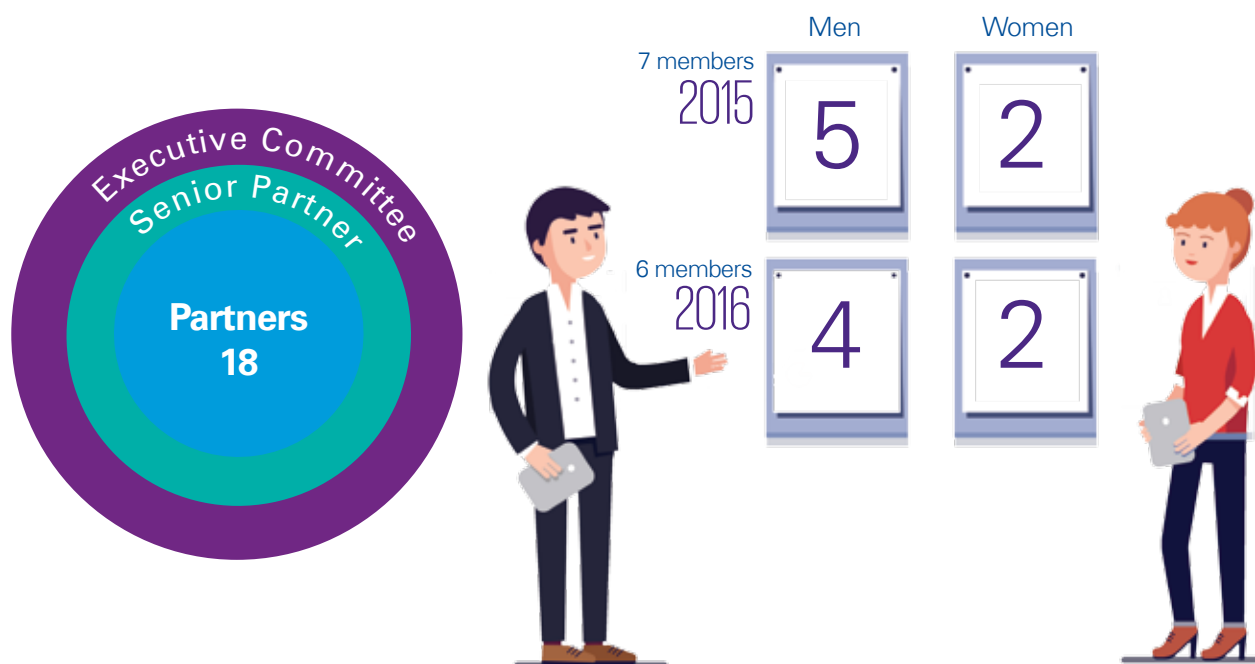 Executive Committee
Senior Partner
Partners
18
Men
Women
7 members
2015
5
2
6 members
2016
4
2